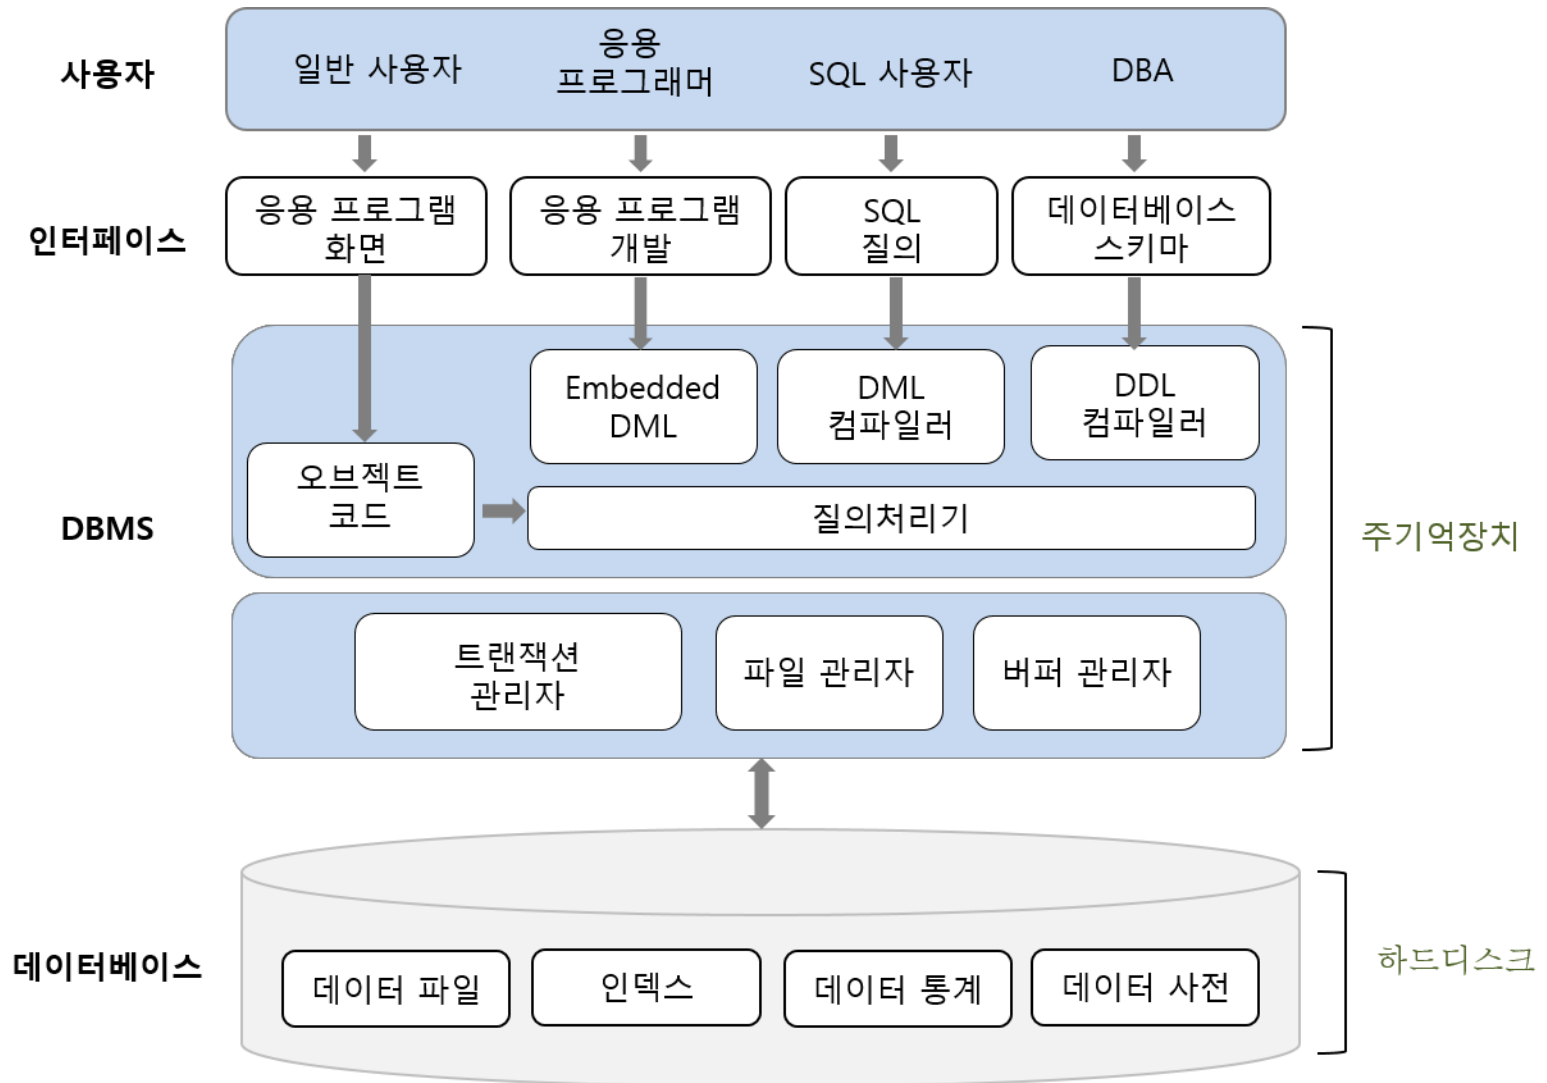 사용자
일반 사용자
응용
프로그래머
SQL 사용자
DBA
인터페이스
응용 프로그램
화면
응용 프로그램
개발
SQL
질의
데이터베이스
스키마
DBMS
Embedded
DML
DML
컴파일러
DDL
컴파일러
오브젝트
코드
질의처리기
주기억장치
트랜잭션
관리자
파일 관리자
버퍼 관리자
데이터베이스
데이터 파일
인덱스
데이터 통계
데이터 사전
하드디스크